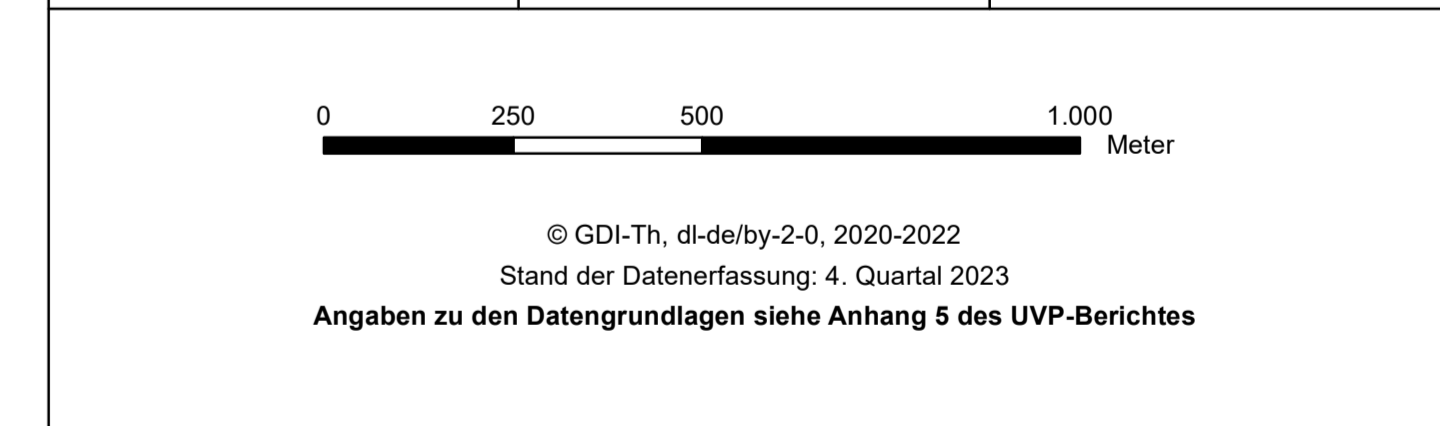 0 250 500 1.000
Meter
© GDI-Th, dl-de/by-2-0, 2020-2022
Stand der Datenerfassung: 4. Quartal 2023
Angaben zu den Datengrundlagen siehe Anhang 5 des UVP-Berichtes